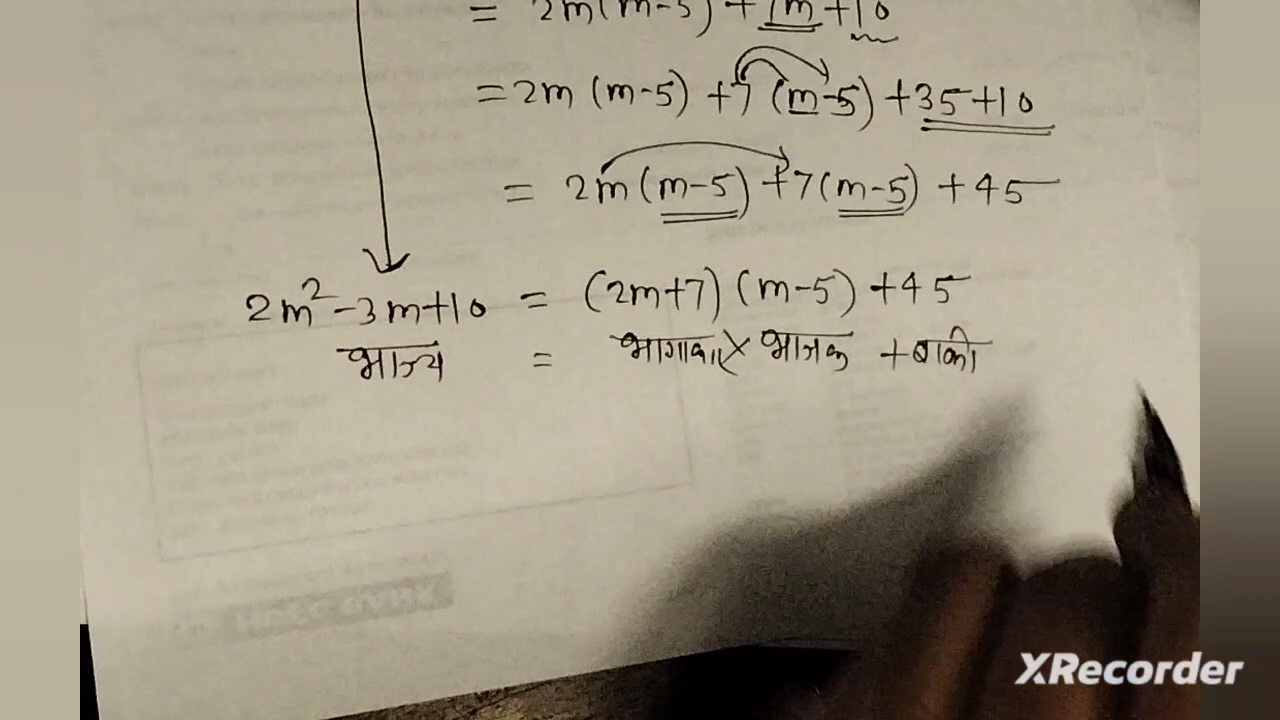 = 2m(m-5) + 7m +10
= 2m (m-5) +7 (m-5) +35+10
= 2m (m-5) +7 (m-5) +45
2m²-3m+10 = (2m+7) (m-5) +45
भाज्य = भागाकार × भाजक + बाकी
XRecorder